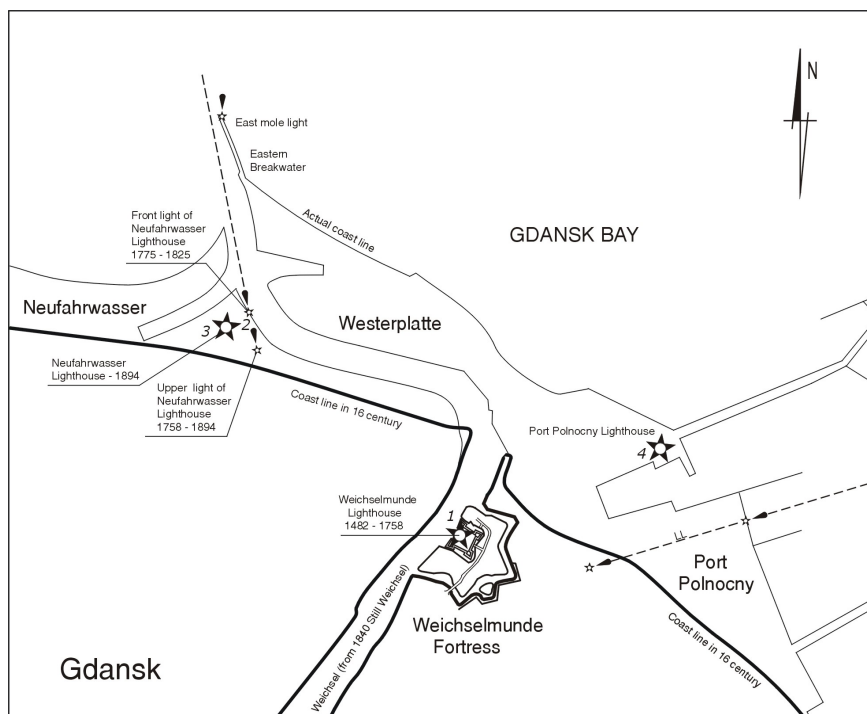 N
East mole light
Eastern
Breakwater
Actual coast line
GDANSK BAY
Front light of
Neufahrwasser
Lighthouse
1775 - 1825
Neufahrwasser
3
2
Westerplatte
Neufahrwasser
Lighthouse - 1894
Upper light of
Neufahrwasser
Lighthouse
1758 - 1894
Coast line in 16 century
Port Polnocny Lighthouse
4
Weichselmunde
Lighthouse
1482 - 1758
1
Port
Polnocny
Weichselmunde
Fortress
Weichsel (from 1840 Still Weichsel)
Coast line in 16 century
Gdansk